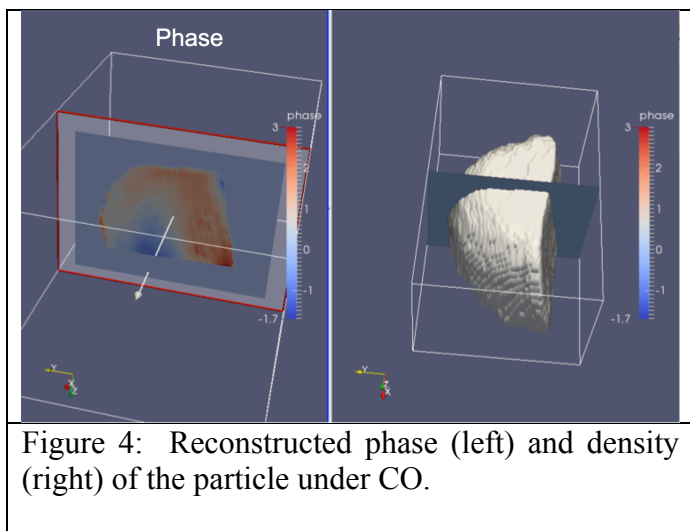 Phase
phase
3
2
1
0
-1
-1.7
Y
X
Z
phase
3
2
1
0
-1
-1.7
Y
Z
X
Figure 4: Reconstructed phase (left) and density
(right) of the particle under CO.